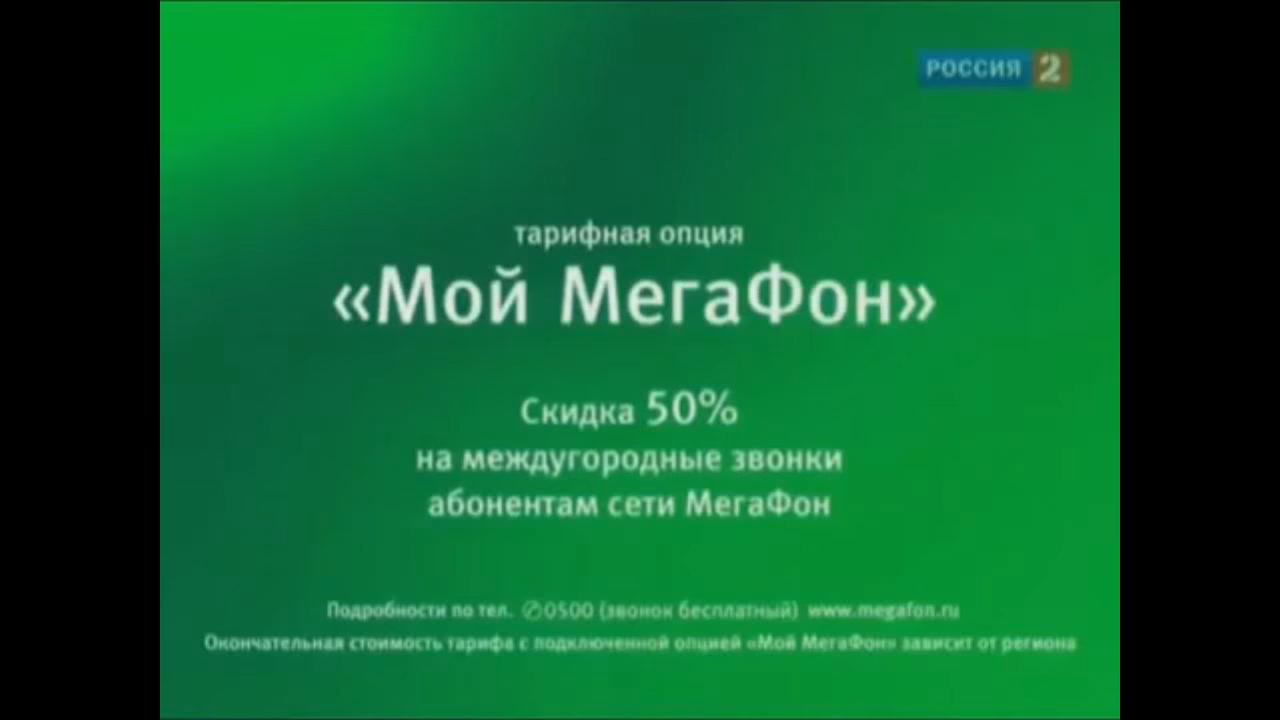 РОССИЯ 2
тарифная опция
«Мой МегаФон»
Скидка 50%
на междугородные звонки
абонентам сети МегаФон
Подробности по тел. ✆0500 (звонок бесплатный) www.megafon.ru
Окончательная стоимость тарифа с подключенной опцией «Мой МегаФон» зависит от региона